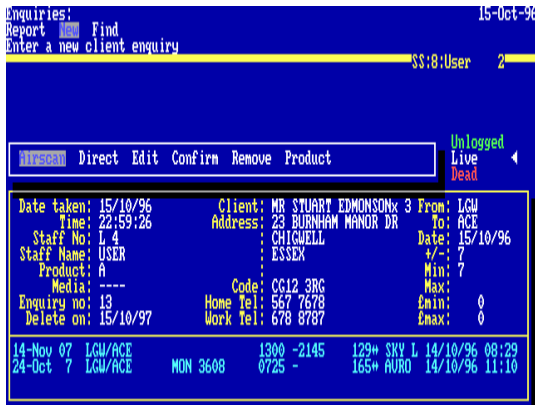 Enquiries: 15-Oct-96
Report New Find
Enter a new client enquiry
SS:8:User 2
Unlogged
Airscan Direct Edit Confirm Remove Product Live
Dead
Date taken: 15/10/96 Client: MR STUART EDMONSONx 3 From: LGW
Time: 22:59:26 Address: 23 BURNHAM MANOR DR To: ACE
Staff No: L 4 : CHIGWELL Date: 15/10/96
Staff Name: USER : ESSEX +/-: 7
Product: A : Min: 7
Media: ---- Code: CG12 3RG Max:
Enquiry no: 13 Home Tel: 567 7678 £min: 0
Delete on: 15/10/97 Work Tel: 678 8787 £max: 0
14-Nov 07 LGW/ACE 1300 -2145 129↔ SKY L 14/10/96 08:29
24-Oct 7 LGW/ACE MON 3608 0725 - 165↔ AURO 14/10/96 11:10